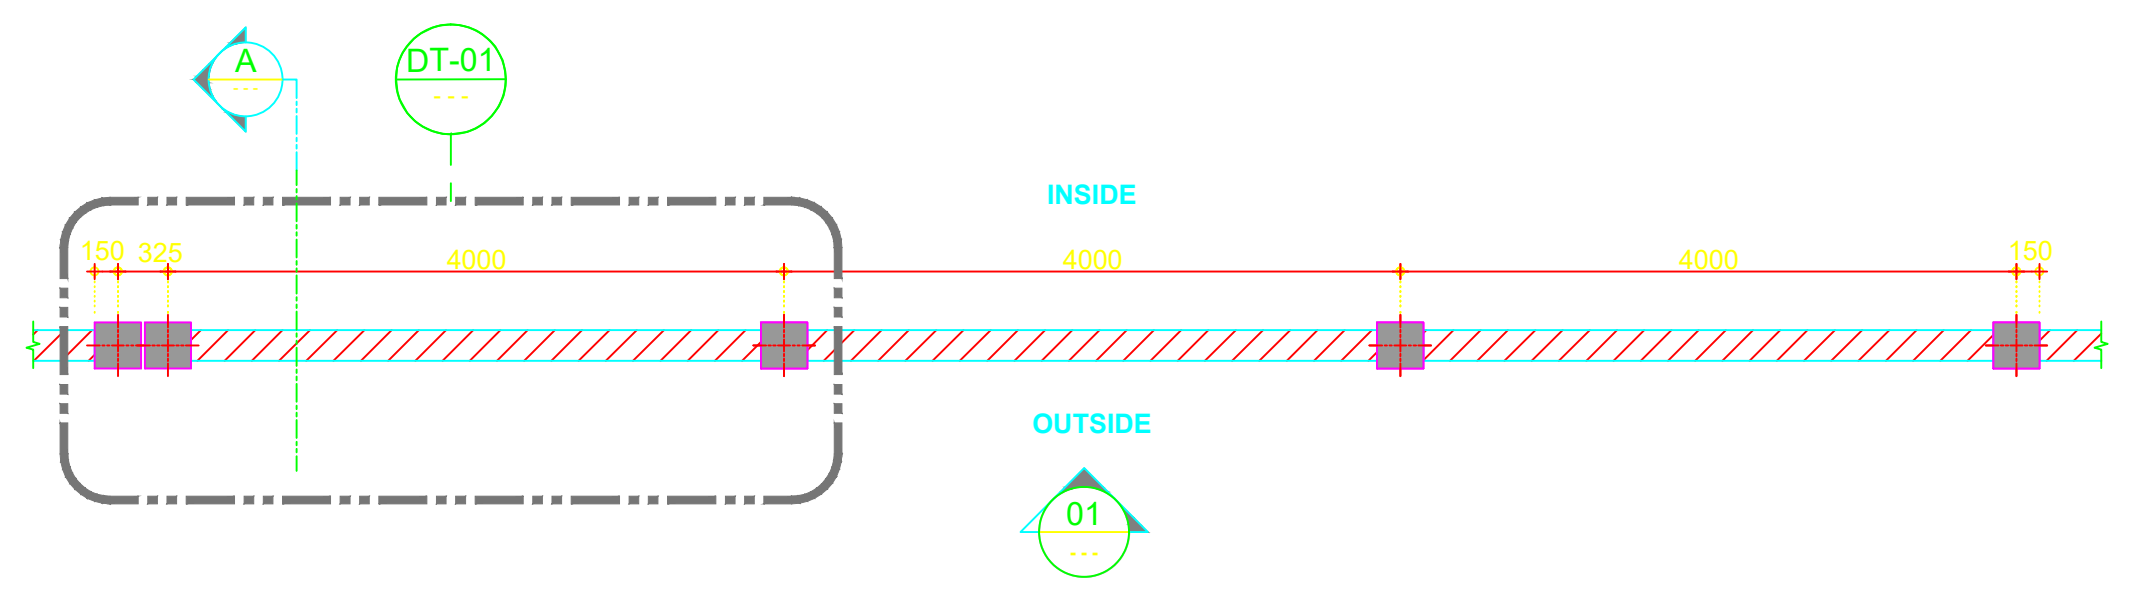 A
---
DT-01
---
INSIDE
150 325 4000 4000 4000 150
OUTSIDE
01
---